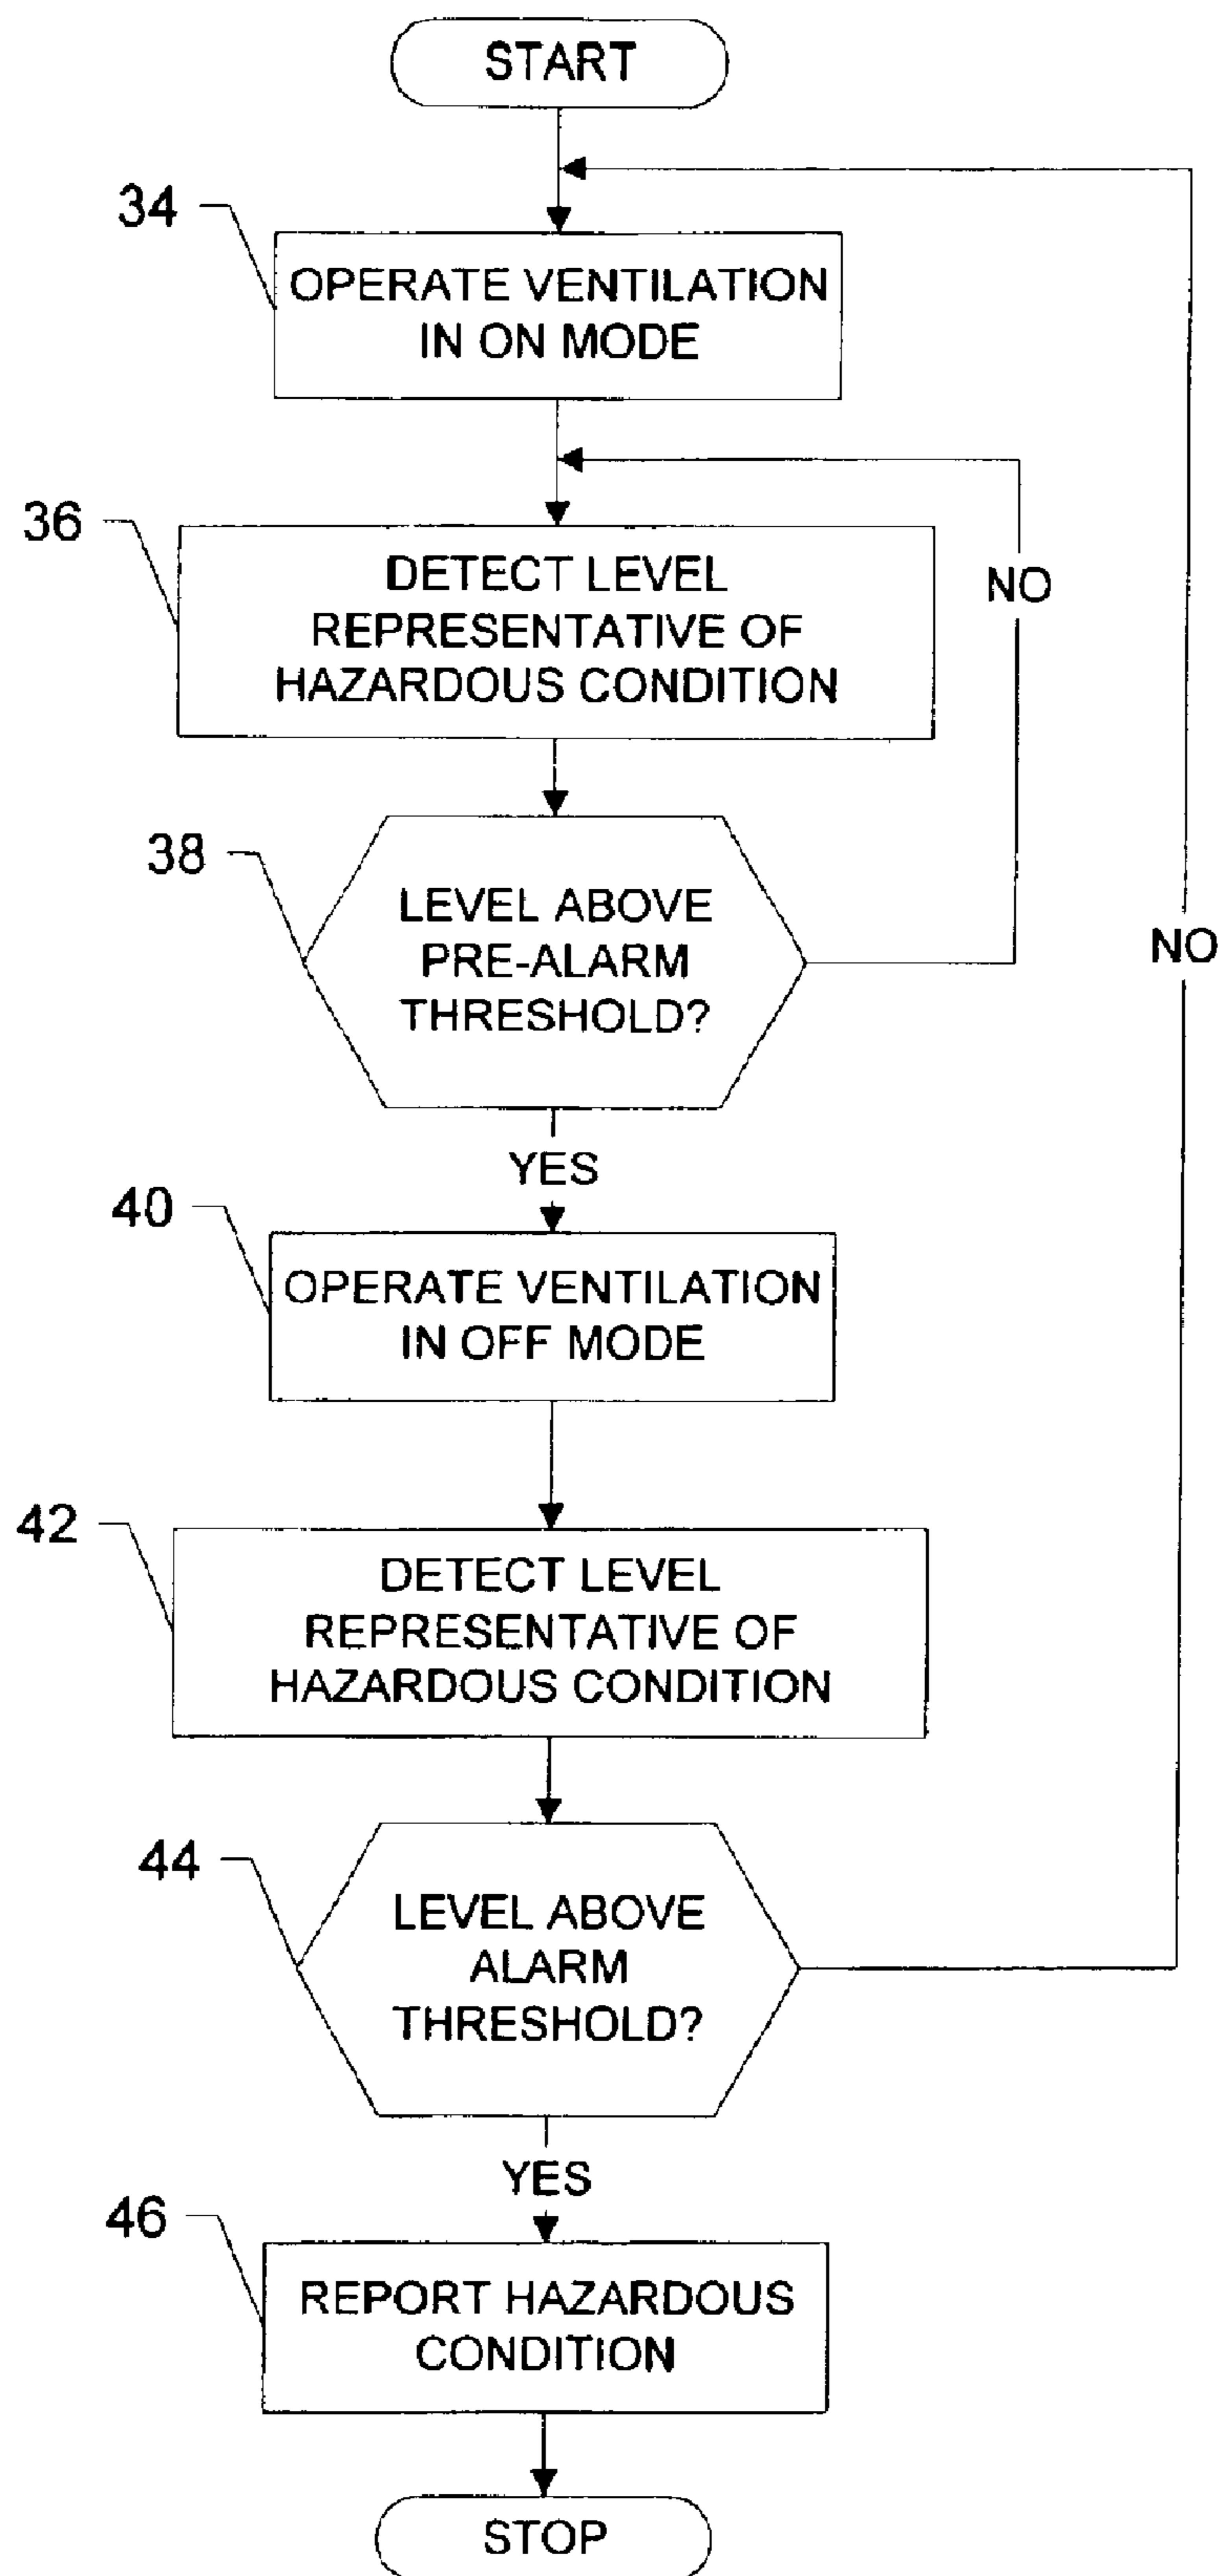 START
34
OPERATE VENTILATION
IN ON MODE
36
DETECT LEVEL
REPRESENTATIVE OF
HAZARDOUS CONDITION
NO
38
LEVEL ABOVE
PRE-ALARM
THRESHOLD?
NO
YES
40
OPERATE VENTILATION
IN OFF MODE
42
DETECT LEVEL
REPRESENTATIVE OF
HAZARDOUS CONDITION
44
LEVEL ABOVE
ALARM
THRESHOLD?
YES
46
REPORT HAZARDOUS
CONDITION
STOP